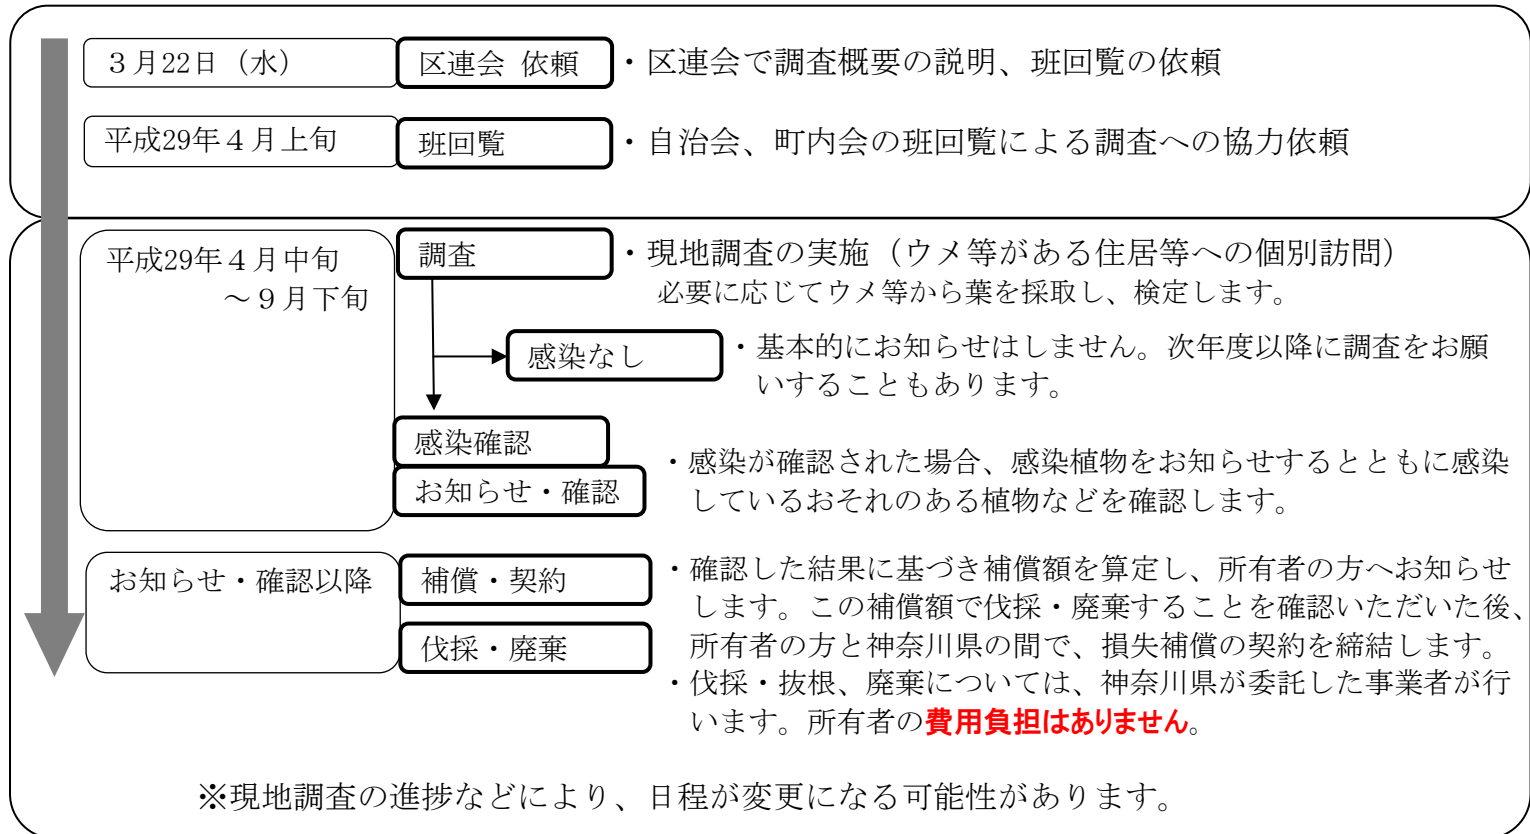 ３月22日（水）
区連会 依頼
・区連会で調査概要の説明、班回覧の依頼
平成29年４月上旬
班回覧
・自治会、町内会の班回覧による調査への協力依頼
平成29年４月中旬
～９月下旬
調査
・現地調査の実施（ウメ等がある住居等への個別訪問）
必要に応じてウメ等から葉を採取し、検定します。
感染なし
・基本的にお知らせはしません。次年度以降に調査をお願
いすることもあります。
感染確認
お知らせ・確認
・感染が確認された場合、感染植物をお知らせするとともに感染
しているおそれのある植物などを確認します。
お知らせ・確認以降
補償・契約
伐採・廃棄
・確認した結果に基づき補償額を算定し、所有者の方へお知らせ
します。この補償額で伐採・廃棄することを確認いただいた後、
所有者の方と神奈川県の間で、損失補償の契約を締結します。
・伐採・抜根、廃棄については、神奈川県が委託した事業者が行
います。所有者の費用負担はありません。
※現地調査の進捗などにより、日程が変更になる可能性があります。